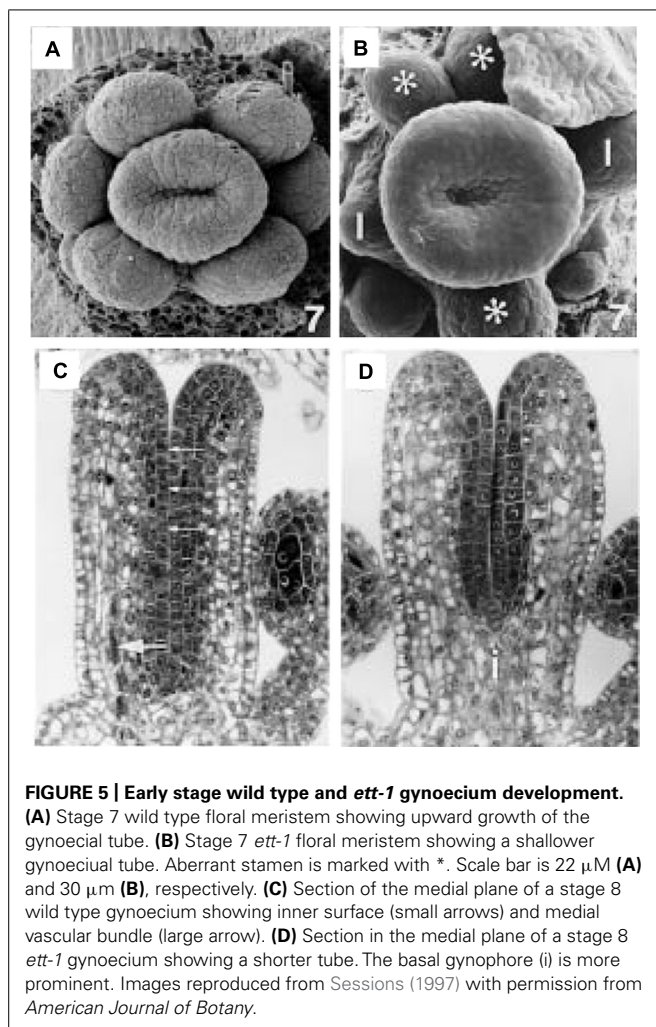 A
B
*
*
l
l
*
7
7
C
D
i
FIGURE 5 | Early stage wild type and ett-1 gynoecium development.
(A) Stage 7 wild type floral meristem showing upward growth of the
gynoecial tube. (B) Stage 7 ett-1 floral meristem showing a shallower
gynoeciual tube. Aberrant stamen is marked with *. Scale bar is 22 μM (A)
and 30 μm (B), respectively. (C) Section of the medial plane of a stage 8
wild type gynoecium showing inner surface (small arrows) and medial
vascular bundle (large arrow). (D) Section in the medial plane of a stage 8
ett-1 gynoecium showing a shorter tube. The basal gynophore (i) is more
prominent. Images reproduced from Sessions (1997) with permission from
American Journal of Botany.